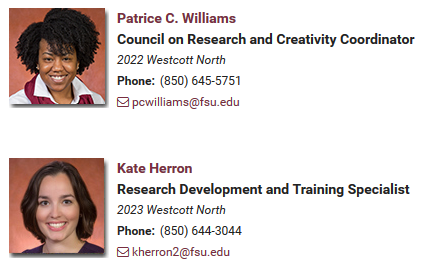 Patrice C. Williams
Council on Research and Creativity Coordinator
2022 Westcott North
Phone: (850) 645-5751
pcwilliams@fsu.edu
Kate Herron
Research Development and Training Specialist
2023 Westcott North
Phone: (850) 644-3044
kherron2@fsu.edu